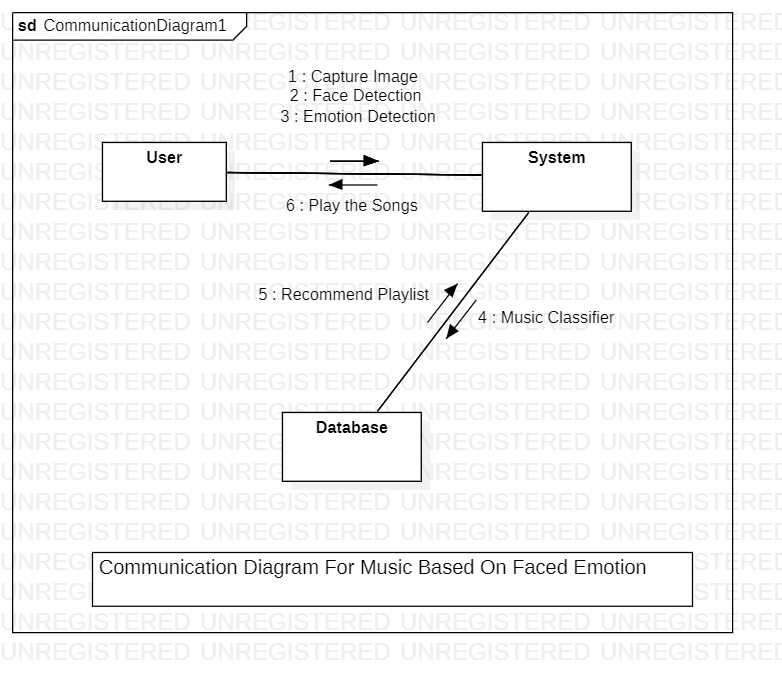 sd CommunicationDiagram1
1 : Capture Image
2 : Face Detection
3 : Emotion Detection
User
System
6 : Play the Songs
5 : Recommend Playlist
4 : Music Classifier
Database
Communication Diagram For Music Based On Faced Emotion
UNREGISTERED UNREGISTERED UNREGISTERED UNREGISTERED